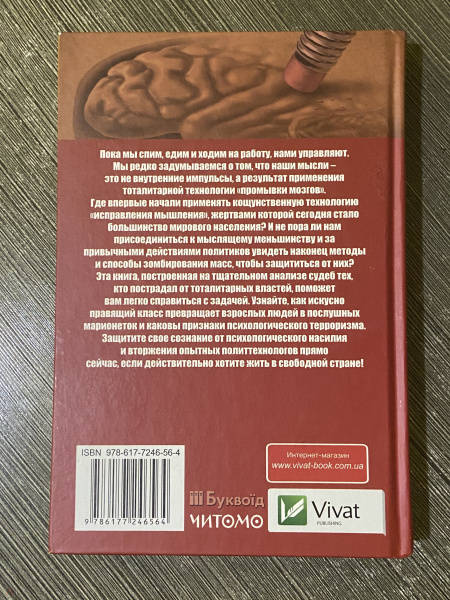 Пока мы спим, едим и ходим на работу, нами управляют.
Мы редко задумываемся о том, что наши мысли –
это не внутренние импульсы, а результат применения
тоталитарной технологии «промывки мозгов».
Где впервые начали применять кощунственную технологию
«исправления мышления», жертвами которой сегодня стало
большинство мирового населения? И не пора ли нам
присоединиться к мыслящему меньшинству и за
привычными действиями политиков увидеть наконец методы
и способы зомбирования масс, чтобы защититься от них?
Эта книга, построенная на тщательном анализе судеб тех,
кто пострадал от тоталитарных властей, поможет
вам легко справиться с задачей. Узнайте, как искусно
правящий класс превращает взрослых людей в послушных
марионеток и каковы признаки психологического терроризма.
Защитите свое сознание от психологического насилия
и вторжения опытных политтехнологов прямо
сейчас, если действительно хотите жить в свободной стране!
ISBN 978-617-7246-56-4
9 786177 246564
Интернет-магазин
www.vivat-book.com.ua
Буквоїд
ЧИТОМО
Vivat
PUBLISHING